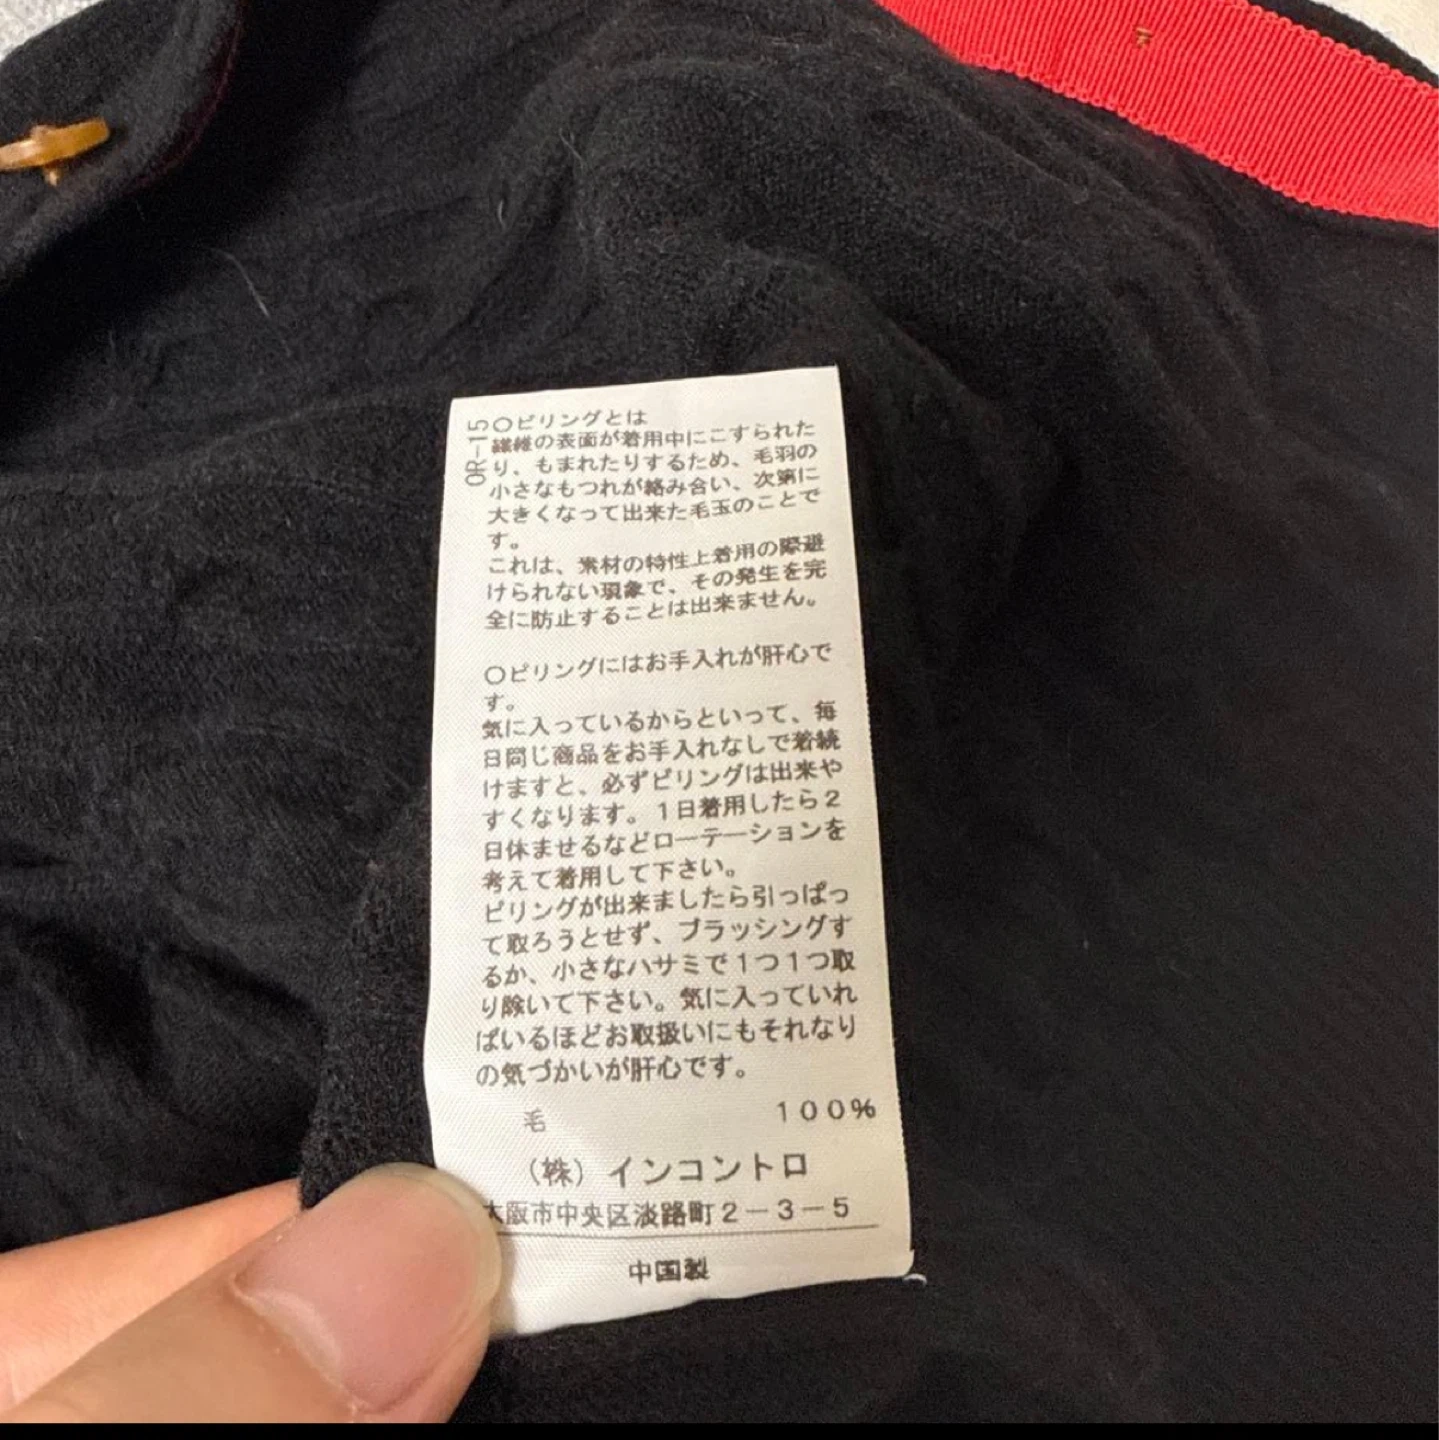 OR-15
〇ピリングとは
繊維の表面が着用中にこすられた
り、もまれたりするため、毛羽の
小さなもつれが絡み合い、次第に
大きくなって出来た毛玉のことで
す。
これは、素材の特性上着用の際避
けられない現象で、その発生を完
全に防止することは出来ません。
〇ピリングにはお手入れが肝心で
す。
気に入っているからといって、毎
日同じ商品をお手入れなしで着続
けますと、必ずピリングは出来や
すくなります。1日着用したら2
日休ませるなどローテーションを
考えて着用して下さい。
ピリングが出来ましたら引っぱっ
て取ろうとせず、ブラッシングす
るか、小さなハサミで1つ1つ取
り除いて下さい。気に入っていれ
ばいるほどお取扱いにもそれなり
の気づかいが肝心です。
毛 100%
(株)インコントロ
大阪市中央区淡路町2-3-5
中国製